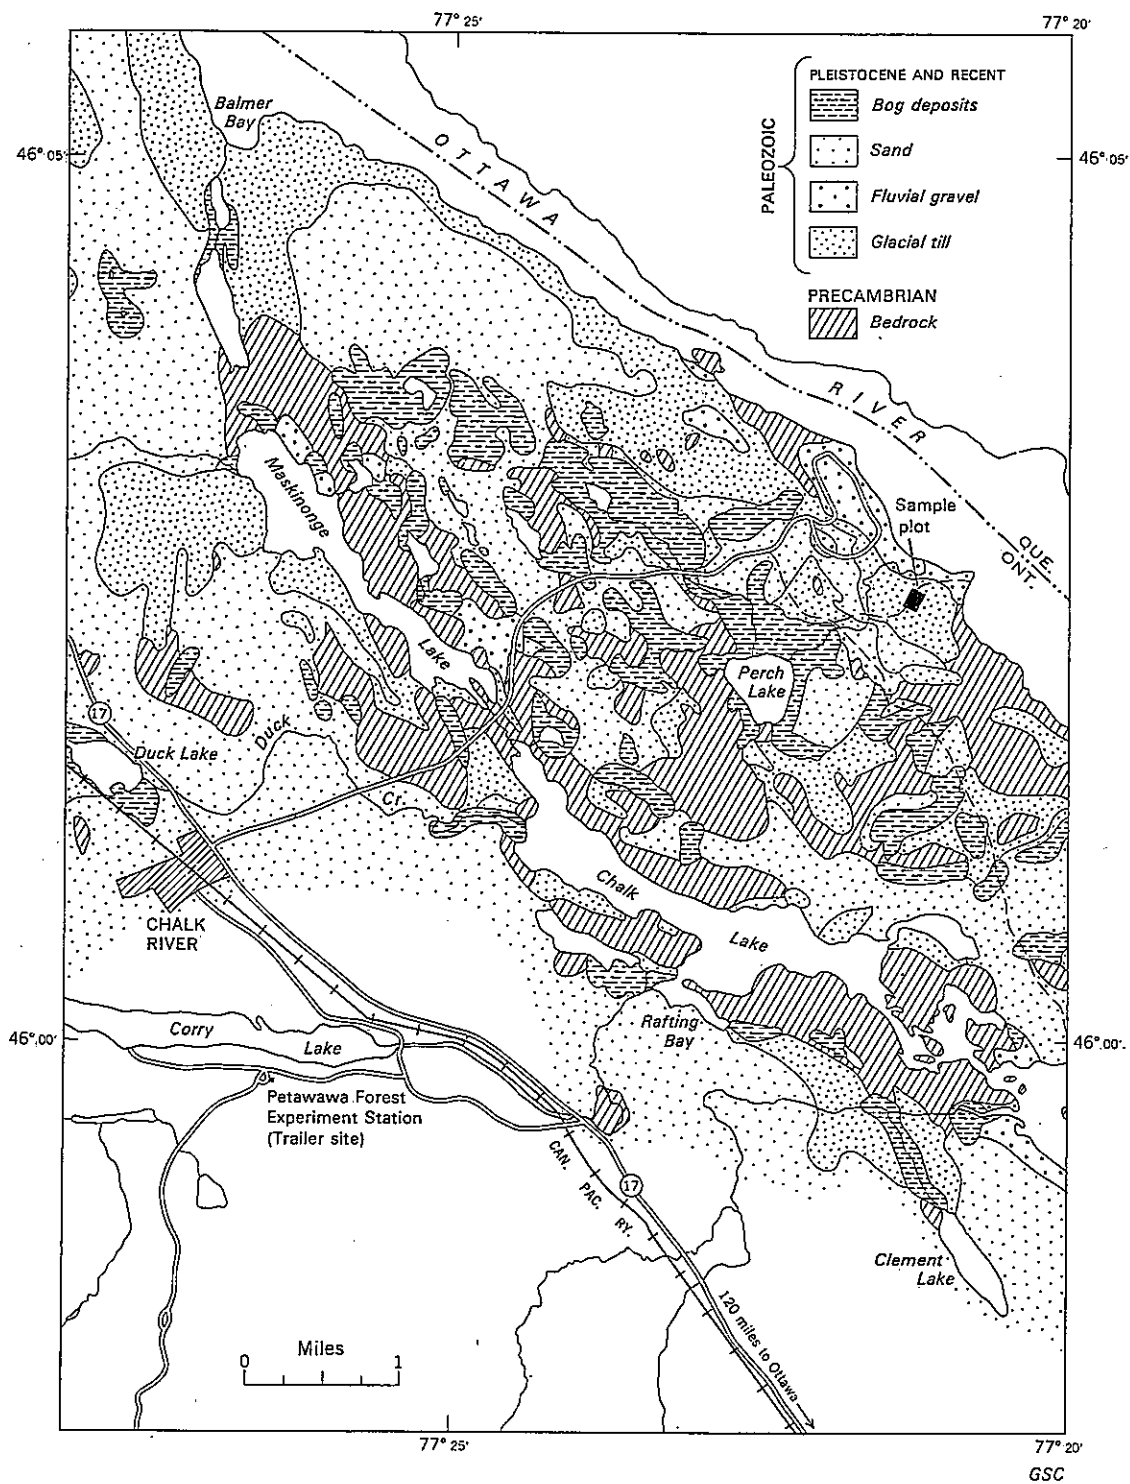 77° 25'
77° 20'
46° 05'
46° 05'
PLEISTOCENE AND RECENT
Bog deposits
Sand
Fluvial gravel
Glacial till
PALEOZOIC
PRECAMBRIAN
Bedrock
Balmer
Bay
OTTAWA
RIVER
QUE.
ONT.
Sample
plot
Maskinonge
Lake
Perch
Lake
17
Duck Lake
Duck
Cr.
CHALK
RIVER
Chalk
Lake
Rafting
Bay
46° 00'
46° 00'
Corry
Lake
Petawawa Forest
Experiment Station
(Trailer site)
CAN.
PAC.
RY.
17
Clement
Lake
120 miles to Ottawa
Miles
0 1
77° 25'
77° 20'
GSC